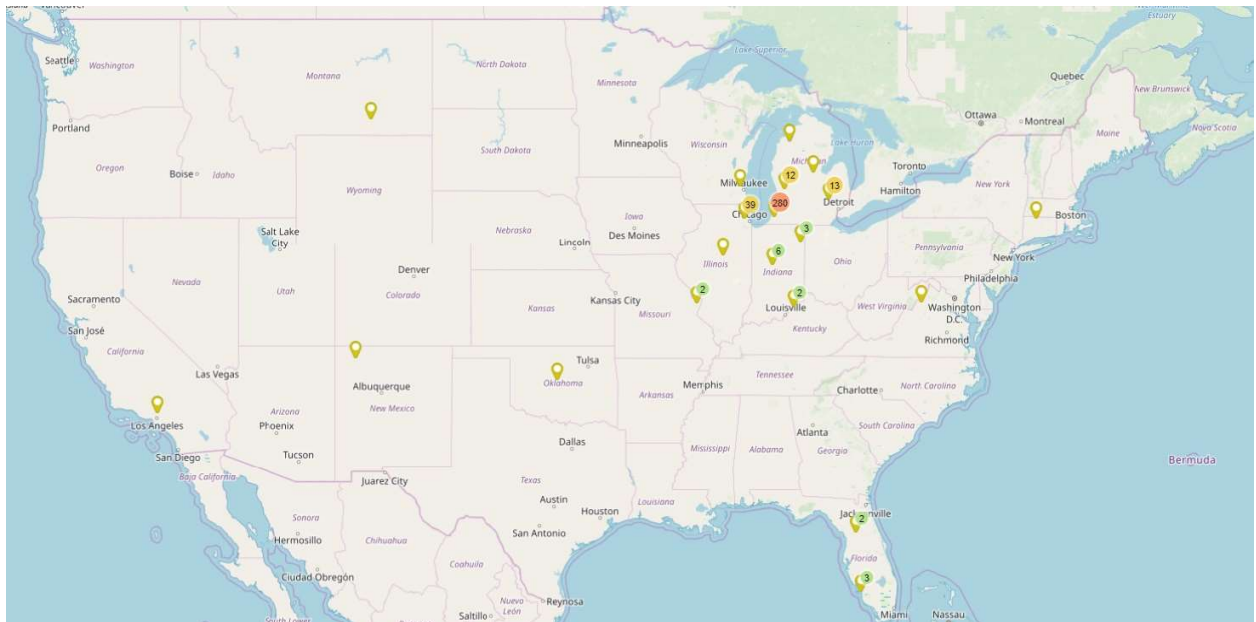 Vancouver
Estuary
Seattle
Washington
Montana
North Dakota
Minnesota
Lake Superior
Quebec
New Brunswick
Portland
Ottawa
Montreal
Nova Scotia
Minneapolis
Wisconsin
Lake Huron
Maine
Oregon
Boise
Idaho
South Dakota
Michigan
Toronto
Hamilton
New York
Wyoming
Milwaukee
12
13
Detroit
39
280
Chicago
Boston
Iowa
Salt Lake
City
Nebraska
Des Moines
Lincoln
3
6
Illinois
Indiana
Ohio
Pennsylvania
New York
Philadelphia
Nevada
Utah
Denver
Colorado
Sacramento
Kansas City
Kansas
Missouri
2
2
Louisville
Kentucky
West Virginia
Washington
D.C.
San José
California
Richmond
Las Vegas
Tulsa
Oklahoma
Albuquerque
New Mexico
Memphis
Tennessee
Arkansas
Charlotte
North Carolina
Los Angeles
Arizona
Phoenix
South Carolina
Atlanta
Georgia
San Diego
Tucson
Dallas
Mississippi
Alabama
Bermuda
Baja California
Juarez City
Texas
Austin
Houston
Louisiana
Sonora
Hermosillo
Chihuahua
San Antonio
Jacksonville
2
Florida
Coahuila
Ciudad Obregón
3
Nuevo
León
Reynosa
Saltillo
Miami
Nassau